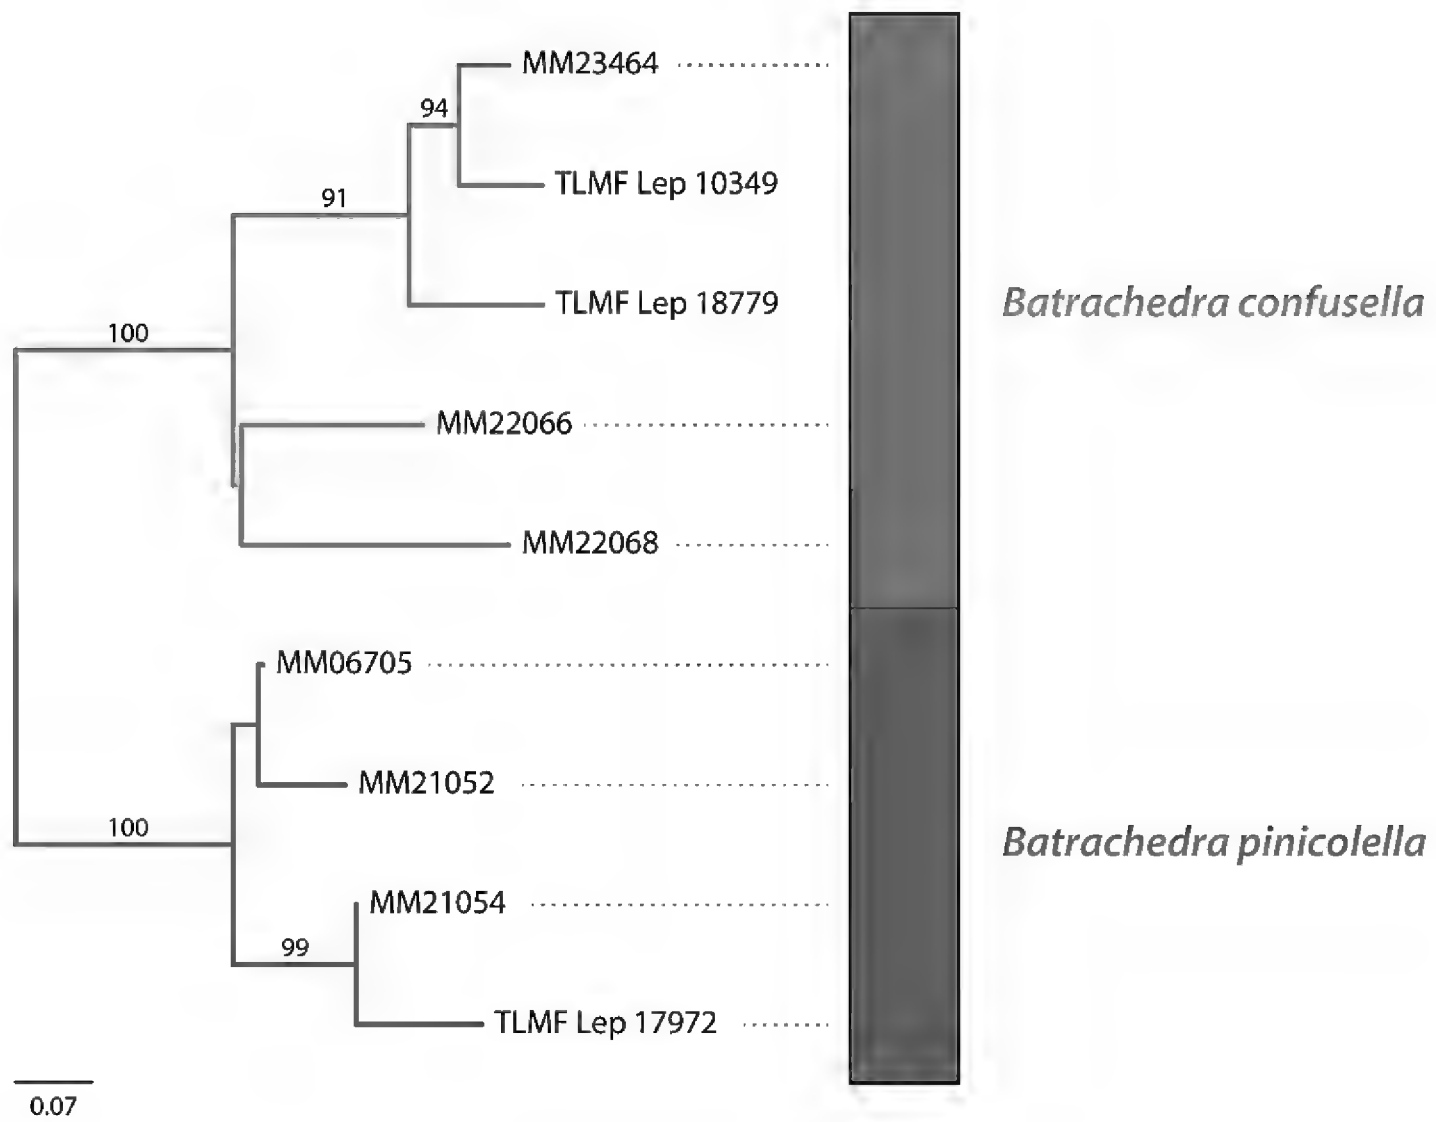 MM23464
94
TLMF Lep 10349
91
TLMF Lep 18779
Batrachedra confusella
100
MM22066
MM22068
MM06705
MM21052
100
Batrachedra pinicolella
MM21054
99
TLMF Lep 17972
0.07